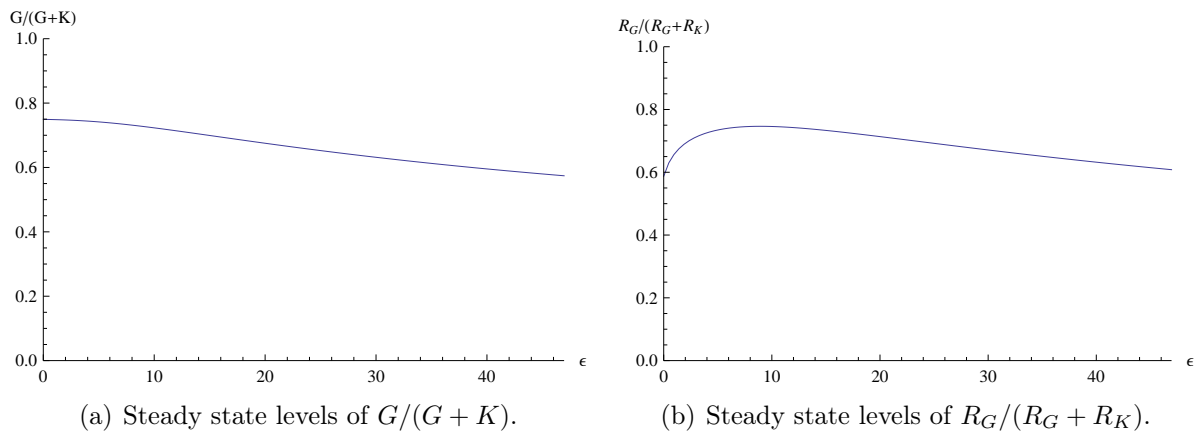 G/(G+K)
1.0
0.8
0.6
0.4
0.2
0.0
0 10 20 30 40 ϵ
(a) Steady state levels of G/(G + K).
R_G/(R_G+R_K)
1.0
0.8
0.6
0.4
0.2
0.0
0 10 20 30 40 ϵ
(b) Steady state levels of R_G/(R_G + R_K).